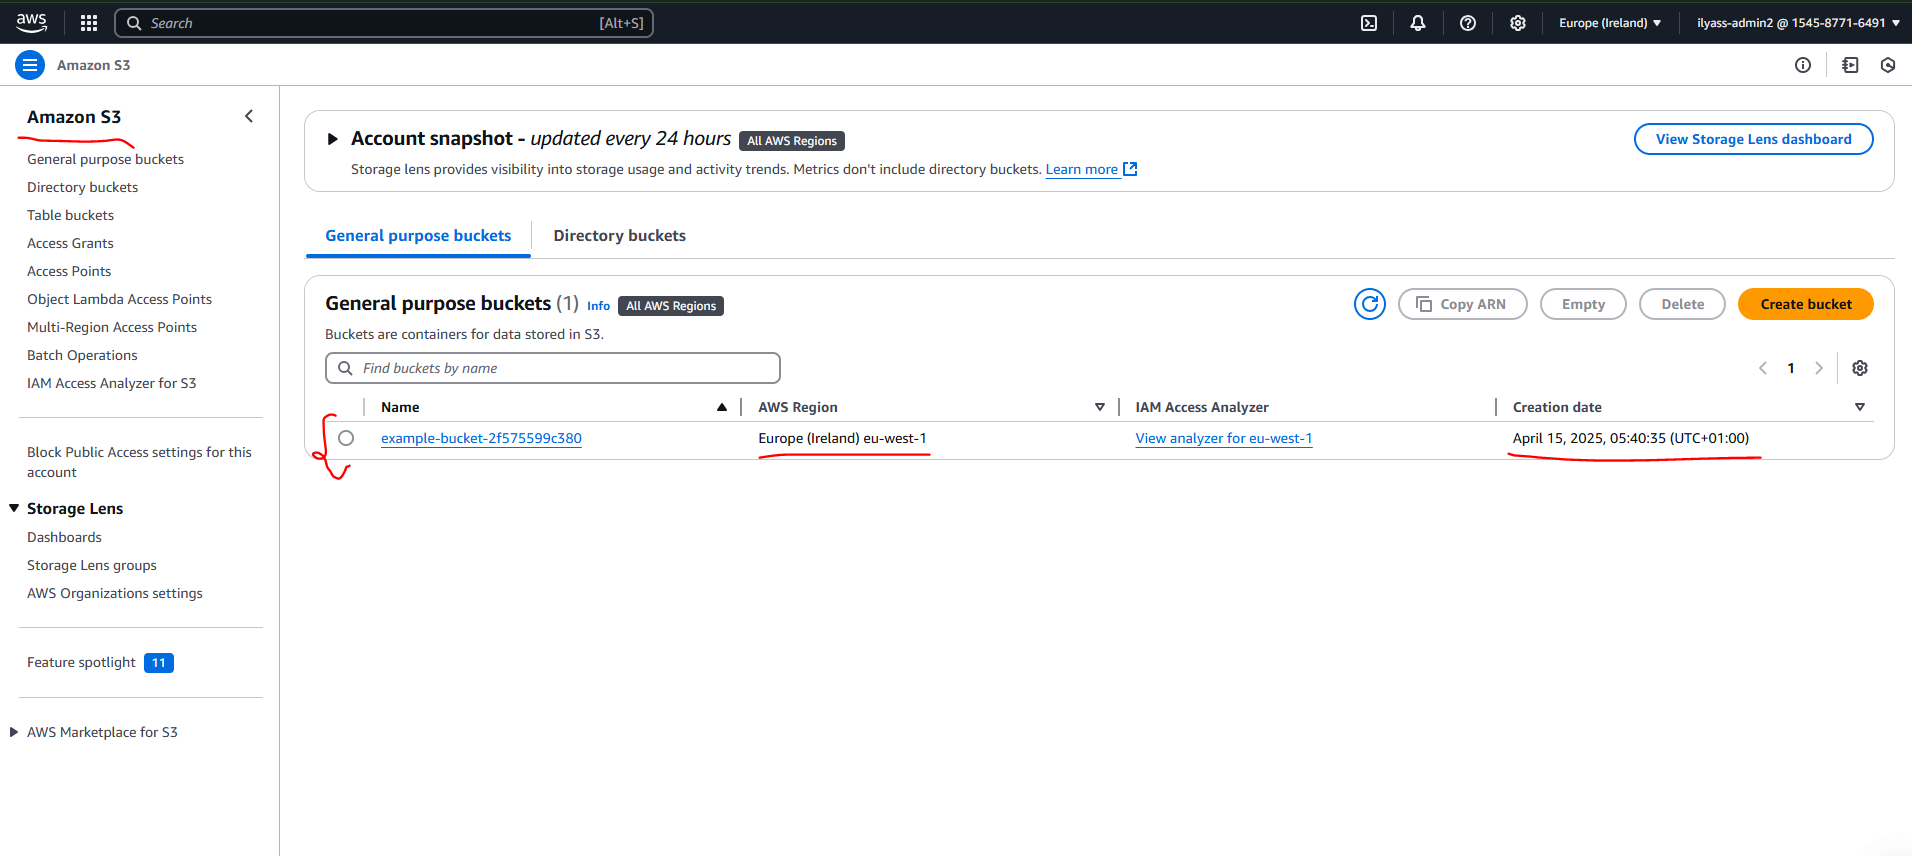 aws
Search [Alt+S]
Europe (Ireland)
ilyass-admin2 @ 1545-8771-6491
Amazon S3
Amazon S3
General purpose buckets
Directory buckets
Table buckets
Access Grants
Access Points
Object Lambda Access Points
Multi-Region Access Points
Batch Operations
IAM Access Analyzer for S3
Block Public Access settings for this
account
Storage Lens
Dashboards
Storage Lens groups
AWS Organizations settings
Feature spotlight 11
AWS Marketplace for S3
Account snapshot - updated every 24 hours All AWS Regions
View Storage Lens dashboard
Storage lens provides visibility into storage usage and activity trends. Metrics don't include directory buckets. Learn more
General purpose buckets Directory buckets
General purpose buckets (1) Info All AWS Regions
Copy ARN Empty Delete Create bucket
Buckets are containers for data stored in S3.
Find buckets by name
1
Name AWS Region IAM Access Analyzer Creation date
example-bucket-2f575599c380 Europe (Ireland) eu-west-1 View analyzer for eu-west-1 April 15, 2025, 05:40:35 (UTC+01:00)